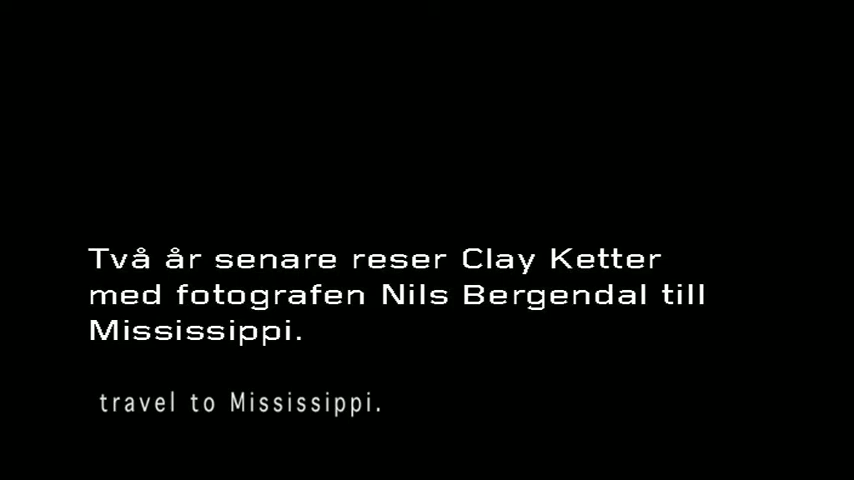 Två år senare reser Clay Ketter
med fotografen Nils Bergendal till
Mississippi.
travel to Mississippi.